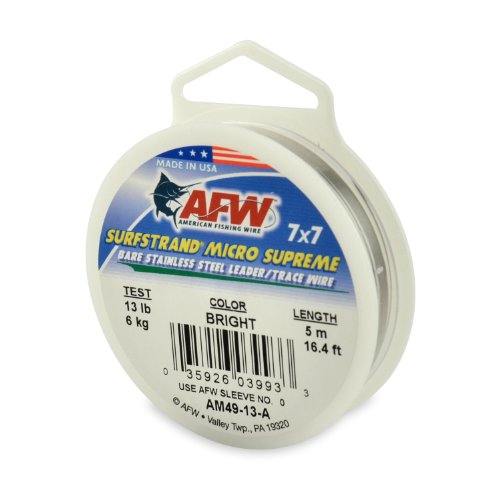 MADE IN USA
AFW
AMERICAN FISHING WIRE
7x7
SURFSTRAND® MICRO SUPREME
BARE STAINLESS STEEL LEADER/TRACE WIRE
TEST
13 lb
6 kg
COLOR
BRIGHT
LENGTH
5 m
16.4 ft
0 35926 03993 3
USE AFW SLEEVE NO. 0
AM49-13-A
© AFW • Valley Twp., PA 19320